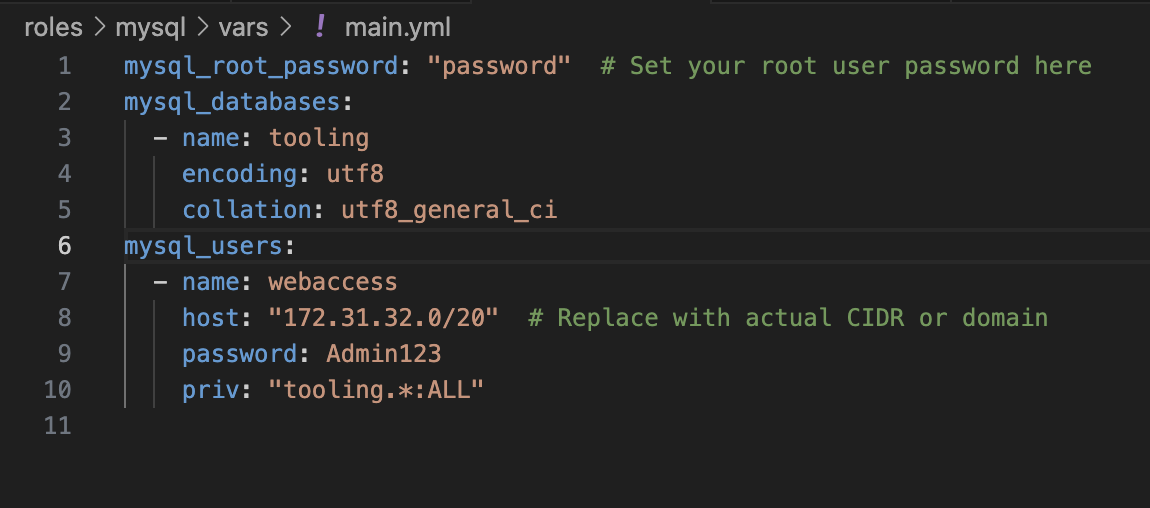 roles > mysql > vars > ! main.yml
1 mysql_root_password: "password"  # Set your root user password here
2 mysql_databases:
3   - name: tooling
4     encoding: utf8
5     collation: utf8_general_ci
6 mysql_users:
7   - name: webaccess
8     host: "172.31.32.0/20"  # Replace with actual CIDR or domain
9     password: Admin123
10     priv: "tooling.*:ALL"
11